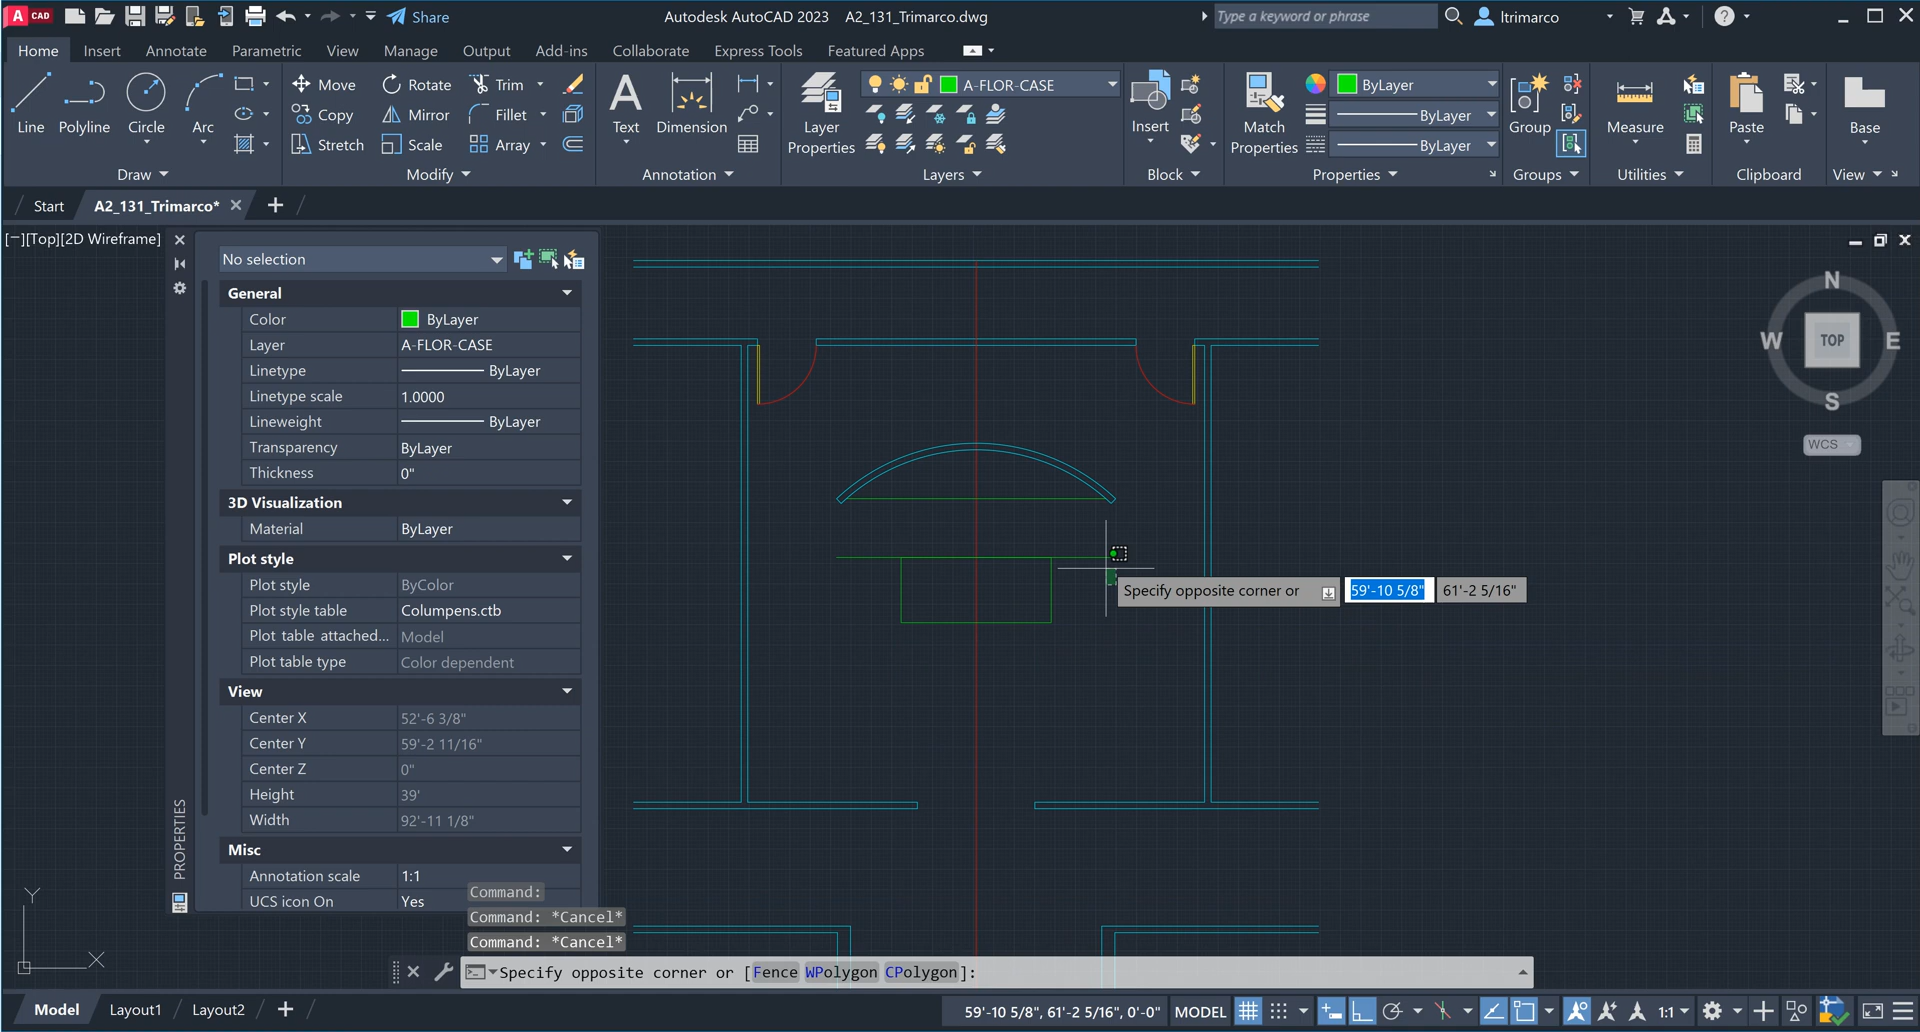 A CAD Share Autodesk AutoCAD 2023 A2_131_Trimarco.dwg Type a keyword or phrase ltrimarco
Home Insert Annotate Parametric View Manage Output Add-ins Collaborate Express Tools Featured Apps
Move Rotate Trim A-FLOR-CASE ByLayer
Copy Mirror Fillet ByLayer
Line Polyline Circle Arc Text Dimension Layer Properties Insert Match Properties Group Measure Paste Base
Stretch Scale Array ByLayer
Draw Modify Annotation Layers Block Properties Groups Utilities Clipboard View
Start A2_131_Trimarco*
[−][Top][2D Wireframe]
No selection
General
Color ByLayer
Layer A-FLOR-CASE
Linetype ByLayer
Linetype scale 1.0000
Lineweight ByLayer
Transparency ByLayer
Thickness 0"
3D Visualization
Material ByLayer
Plot style
Plot style ByColor
Plot style table Columpens.ctb
Plot table attached... Model
Plot table type Color dependent
View
Center X 52'-6 3/8"
Center Y 59'-2 11/16"
Center Z 0"
Height 39'
Width 92'-11 1/8"
Misc
Annotation scale 1:1
UCS icon On Yes
PROPERTIES
N
W TOP E
S
WCS
Specify opposite corner or 59'-10 5/8" 61'-2 5/16"
Y
X
Command:
Command: *Cancel*
Command: *Cancel*
Specify opposite corner or [Fence WPolygon CPolygon]:
Model Layout1 Layout2 59'-10 5/8", 61'-2 5/16", 0'-0" MODEL 1:1